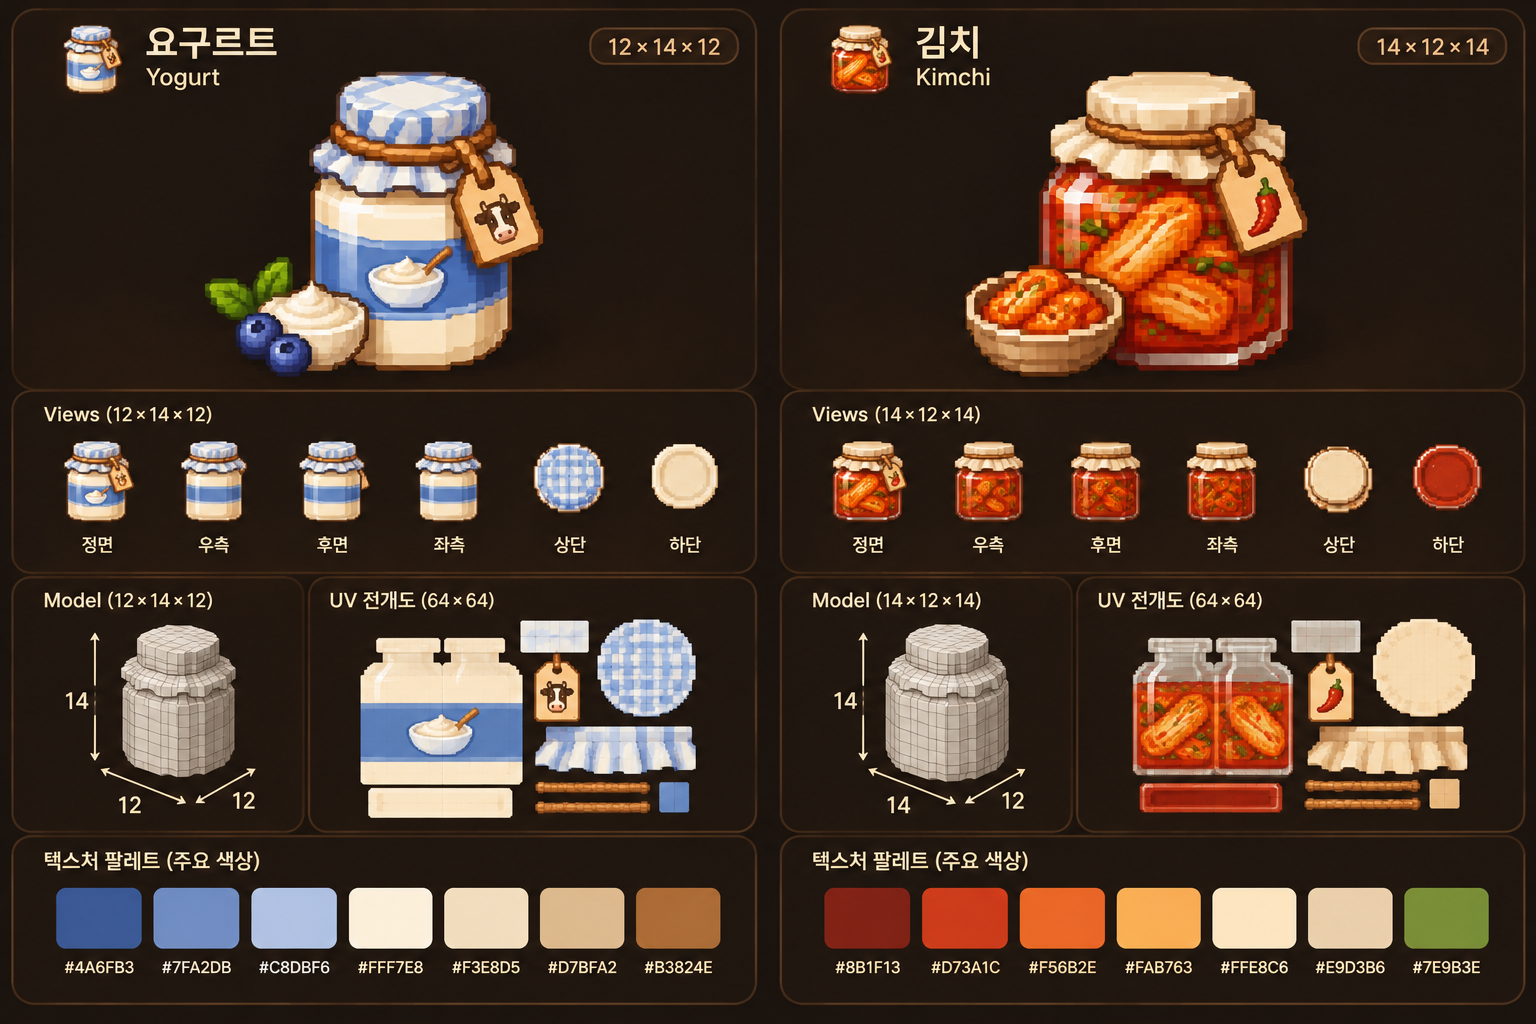 요구르트
Yogurt
12×14×12
Views (12×14×12)
정면
우측
후면
좌측
상단
하단
Model (12×14×12)
14
12
12
UV 전개도 (64×64)
텍스처 팔레트 (주요 색상)
#4A6FB3
#7FA2DB
#C8DBF6
#FFF7E8
#F3E8D5
#D7BFA2
#B3824E
김치
Kimchi
14×12×14
Views (14×12×14)
정면
우측
후면
좌측
상단
하단
Model (14×12×14)
14
14
12
UV 전개도 (64×64)
텍스처 팔레트 (주요 색상)
#8B1F13
#D73A1C
#F56B2E
#FAB763
#FFE8C6
#E9D3B6
#7E9B3E